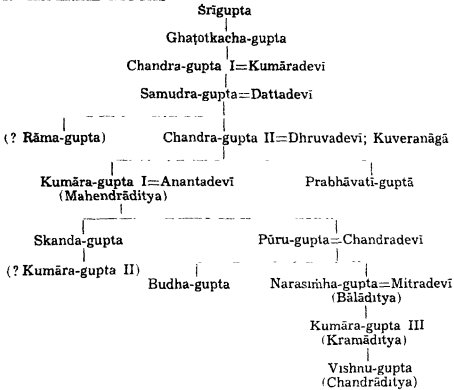 Śrīgupta
Ghaṭotkacha-gupta
Chandra-gupta I=Kumāradevī
Samudra-gupta=Dattadevī
(? Rāma-gupta) Chandra-gupta II=Dhruvadevī; Kuveranāgā
Kumāra-gupta I=Anantadevī Prabhāvatī-guptā
(Mahendrāditya)
Skanda-gupta Pūru-gupta=Chandradevī
(? Kumāra-gupta II) Budha-gupta Narasiṁha-gupta=Mitradevī
(Bālāditya)
Kumāra-gupta III
(Kramāditya)
Vishnu-gupta
(Chandrāditya)